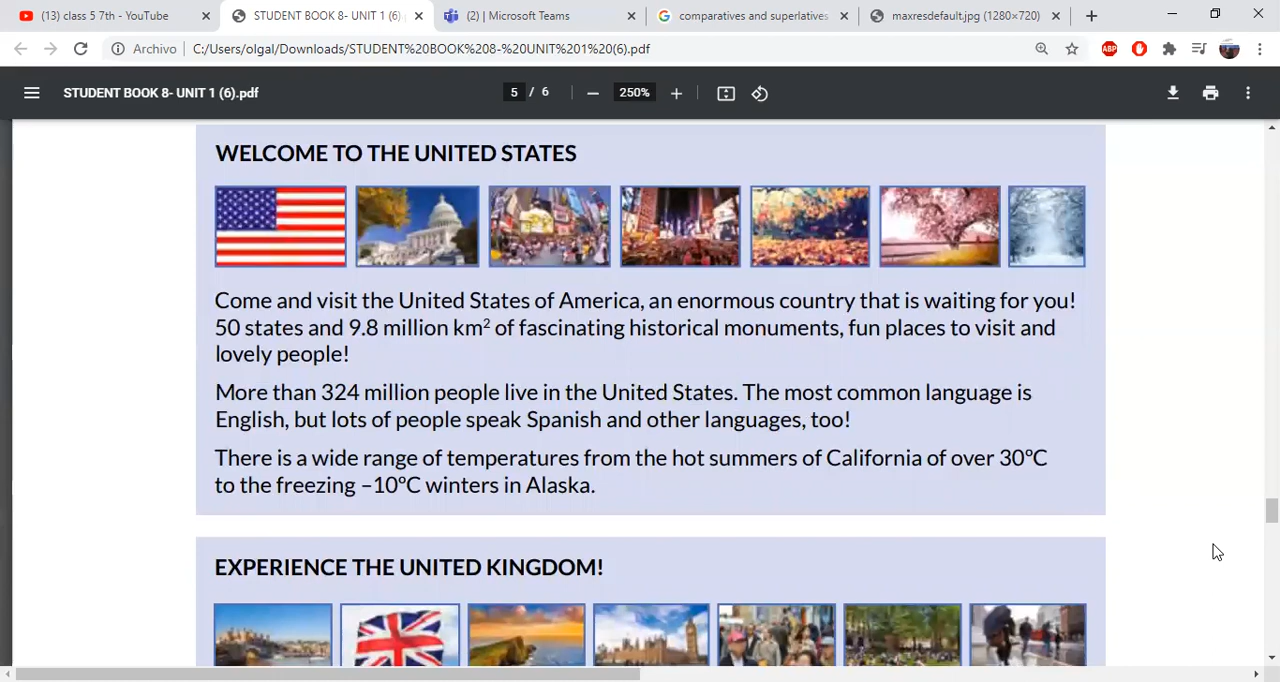 (13) class 5 7th - YouTube
STUDENT BOOK 8- UNIT 1 (6)
(2) | Microsoft Teams
comparatives and superlatives
maxresdefault.jpg (1280×720)
Archivo
C:/Users/olgal/Downloads/STUDENT%20BOOK%208-%20UNIT%201%20(6).pdf
ABP
STUDENT BOOK 8- UNIT 1 (6).pdf
5 / 6
250%
WELCOME TO THE UNITED STATES
Come and visit the United States of America, an enormous country that is waiting for you!
50 states and 9.8 million km² of fascinating historical monuments, fun places to visit and
lovely people!
More than 324 million people live in the United States. The most common language is
English, but lots of people speak Spanish and other languages, too!
There is a wide range of temperatures from the hot summers of California of over 30ºC
to the freezing –10ºC winters in Alaska.
EXPERIENCE THE UNITED KINGDOM!